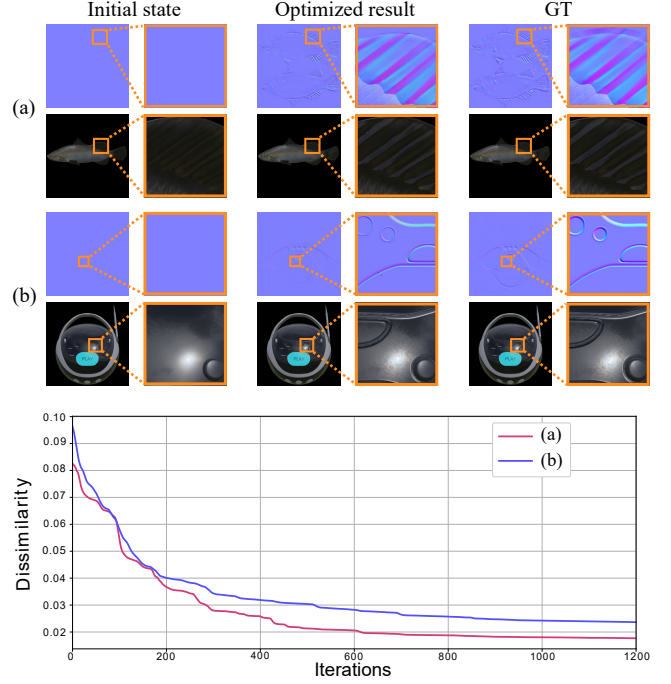 Initial state Optimized result GT
(a)
(b)
PLAY PLAY PLAY
0.10
0.09
0.08
0.07
0.06
0.05
0.04
0.03
0.02
Dissimilarity
(a)
(b)
0 200 400 600 800 1000 1200
Iterations